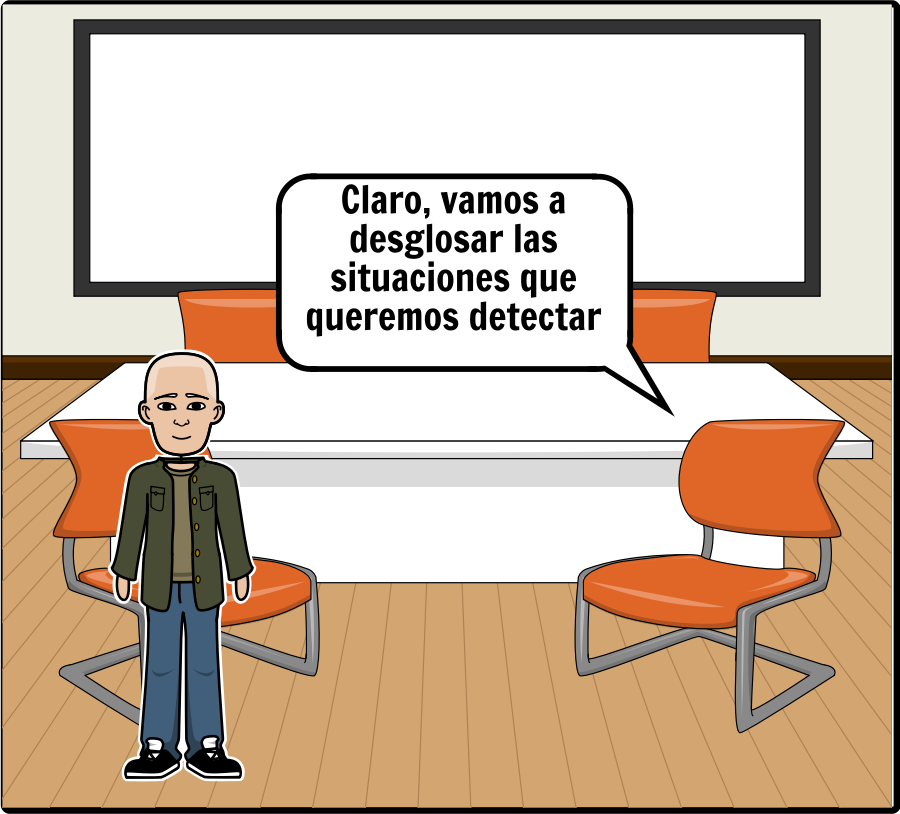 Claro, vamos a
desglosar las
situaciones que
queremos detectar